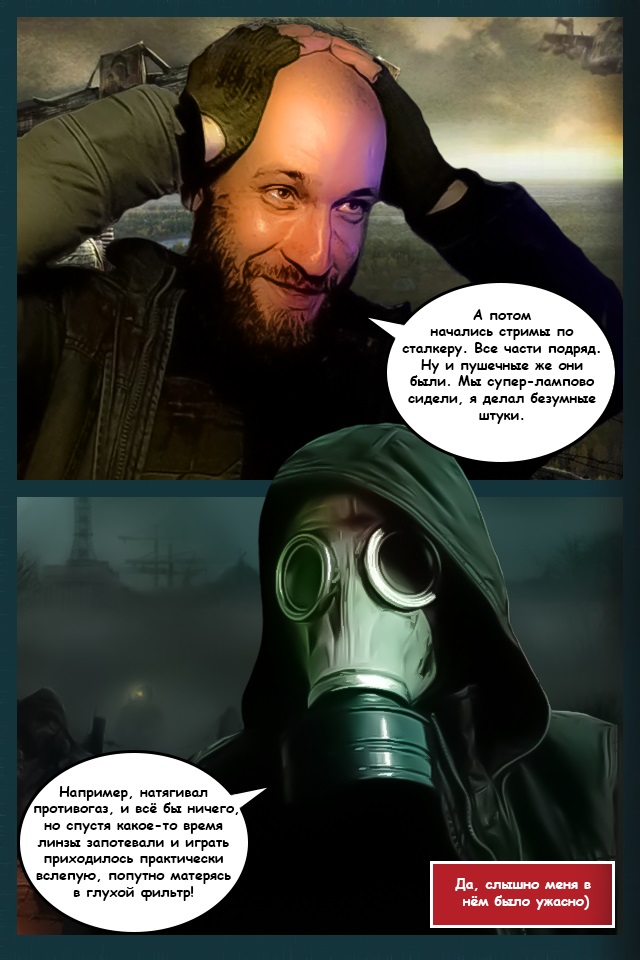 А потом
начались стримы по
сталкеру. Все части подряд.
Ну и пушечные же они
были. Мы супер-лампово
сидели, я делал безумные
штуки.
Например, натягивал
противогаз, и всё бы ничего,
но спустя какое-то время
линзы запотевали и играть
приходилось практически
вслепую, попутно матерясь
в глухой фильтр!
Да, слышно меня в
нём было ужасно)